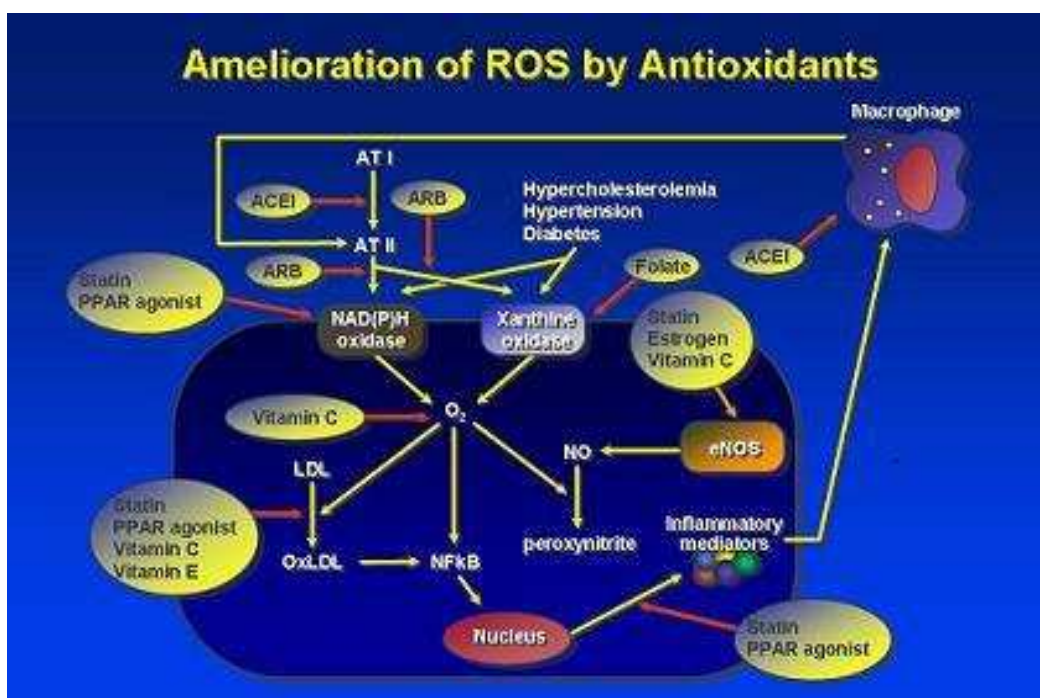 Amelioration of ROS by Antioxidants
Macrophage
AT I
ACEI
ARB
Hypercholesterolemia
Hypertension
Diabetes
AT II
ACEI
ARB
Folate
Statin
PPAR agonist
NAD(P)H
oxidase
Xanthine
oxidase
Statin
Estrogen
Vitamin C
Vitamin C
O2
NO
eNOS
LDL
Statin
PPAR agonist
Vitamin C
Vitamin E
OxLDL
NFkB
peroxynitrite
Inflammatory
mediators
Nucleus
Statin
PPAR agonist